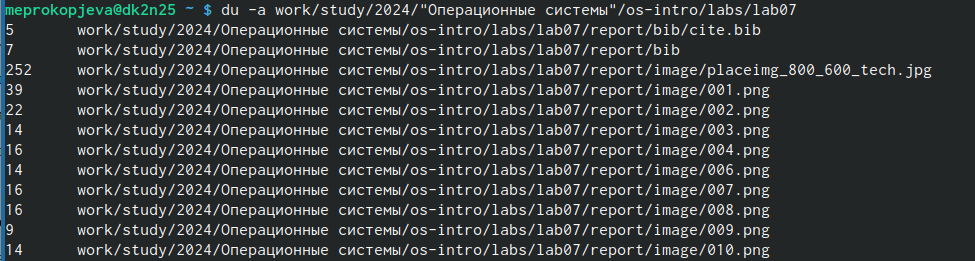 meprokopjeva@dk2n25 ~ $ du -a work/study/2024/"Операционные системы"/os-intro/labs/lab07
5 work/study/2024/Операционные системы/os-intro/labs/lab07/report/bib/cite.bib
7 work/study/2024/Операционные системы/os-intro/labs/lab07/report/bib
252 work/study/2024/Операционные системы/os-intro/labs/lab07/report/image/placeimg_800_600_tech.jpg
39 work/study/2024/Операционные системы/os-intro/labs/lab07/report/image/001.png
22 work/study/2024/Операционные системы/os-intro/labs/lab07/report/image/002.png
14 work/study/2024/Операционные системы/os-intro/labs/lab07/report/image/003.png
16 work/study/2024/Операционные системы/os-intro/labs/lab07/report/image/004.png
14 work/study/2024/Операционные системы/os-intro/labs/lab07/report/image/006.png
16 work/study/2024/Операционные системы/os-intro/labs/lab07/report/image/007.png
16 work/study/2024/Операционные системы/os-intro/labs/lab07/report/image/008.png
9 work/study/2024/Операционные системы/os-intro/labs/lab07/report/image/009.png
14 work/study/2024/Операционные системы/os-intro/labs/lab07/report/image/010.png